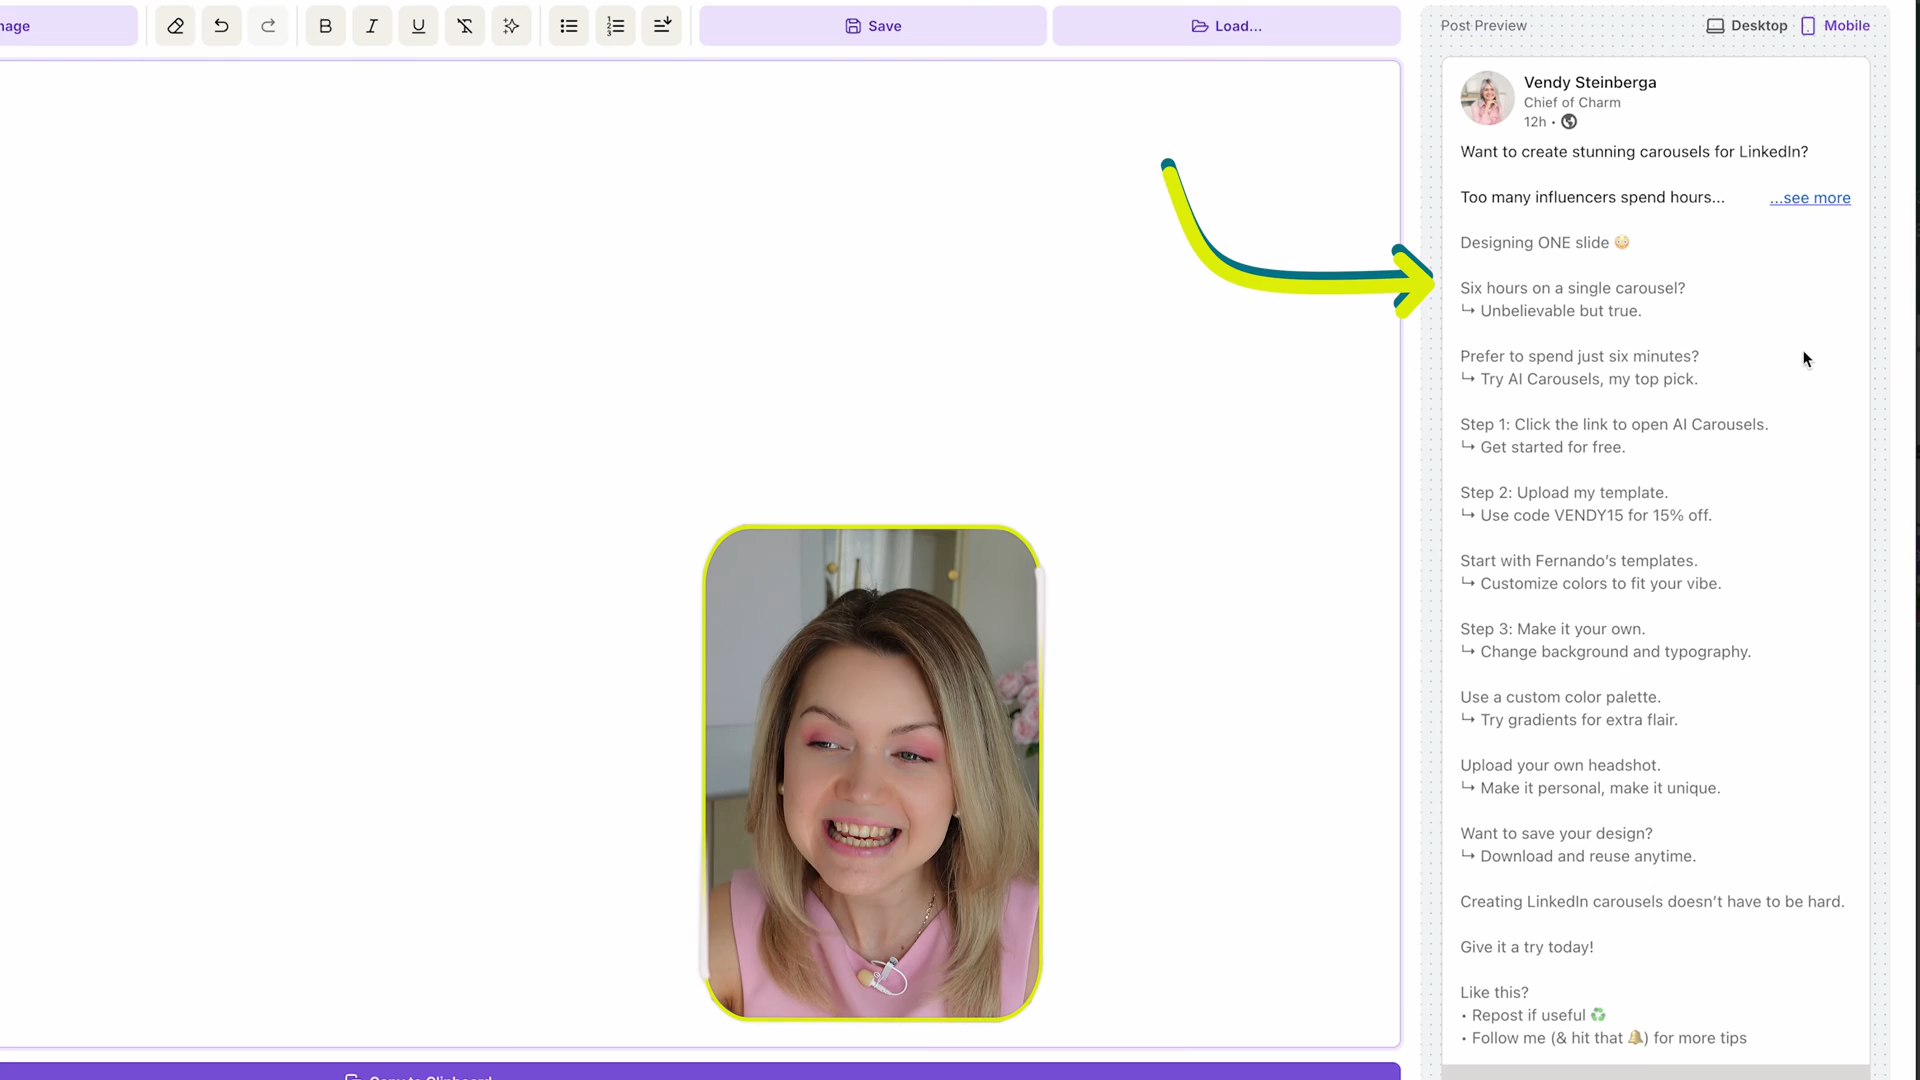 Save
Load...
Post Preview
Desktop
Mobile
Vendy Steinberga
Chief of Charm
12h •
Want to create stunning carousels for LinkedIn?
Too many influencers spend hours...
...see more
Designing ONE slide 😳
Six hours on a single carousel?
↳ Unbelievable but true.
Prefer to spend just six minutes?
↳ Try AI Carousels, my top pick.
Step 1: Click the link to open AI Carousels.
↳ Get started for free.
Step 2: Upload my template.
↳ Use code VENDY15 for 15% off.
Start with Fernando’s templates.
↳ Customize colors to fit your vibe.
Step 3: Make it your own.
↳ Change background and typography.
Use a custom color palette.
↳ Try gradients for extra flair.
Upload your own headshot.
↳ Make it personal, make it unique.
Want to save your design?
↳ Download and reuse anytime.
Creating LinkedIn carousels doesn’t have to be hard.
Give it a try today!
Like this?
• Repost if useful ♻️
• Follow me (& hit that 🔔) for more tips